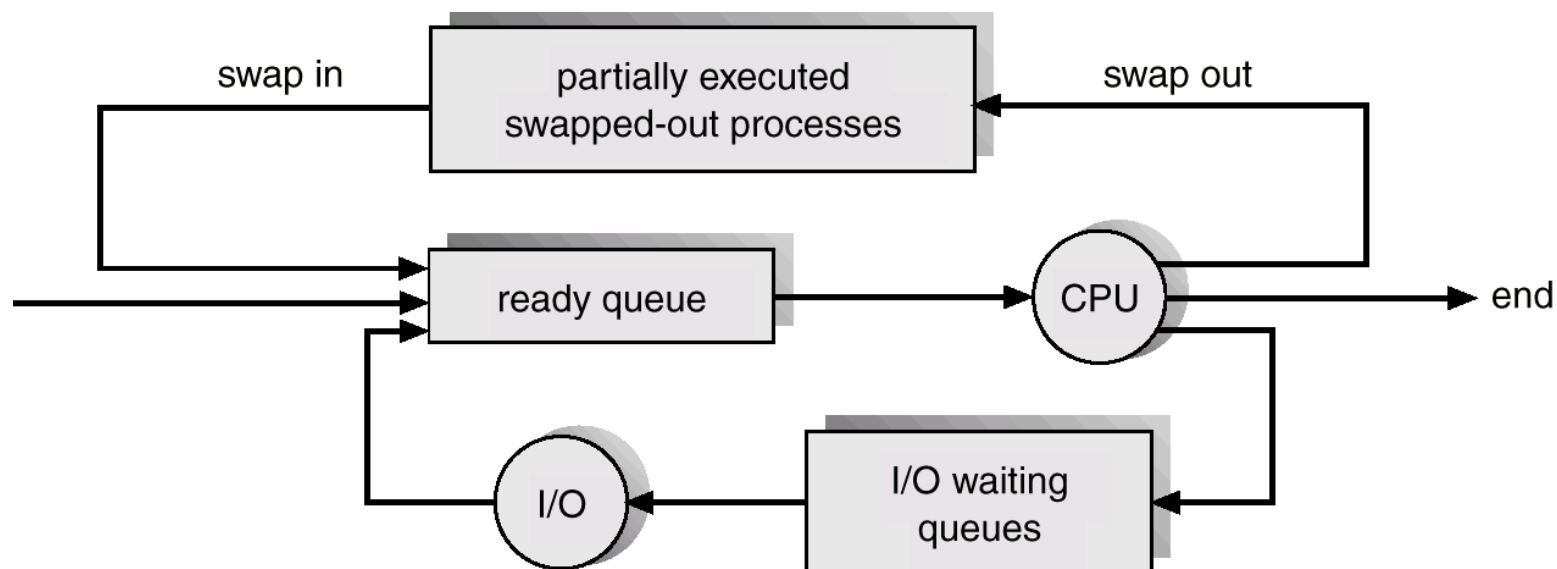 swap in
partially executed
swapped-out processes
swap out
ready queue
CPU
end
I/O
I/O waiting
queues